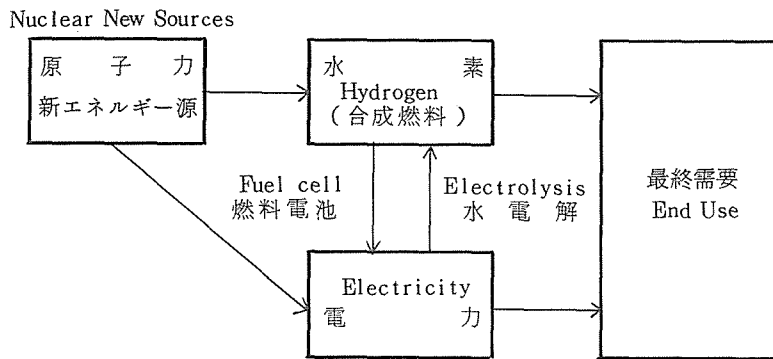 Nuclear New Sources
原子力
新エネルギー源
水素
Hydrogen
(合成燃料)
Fuel cell
燃料電池
Electrolysis
水電解
最終需要
End Use
Electricity
電力